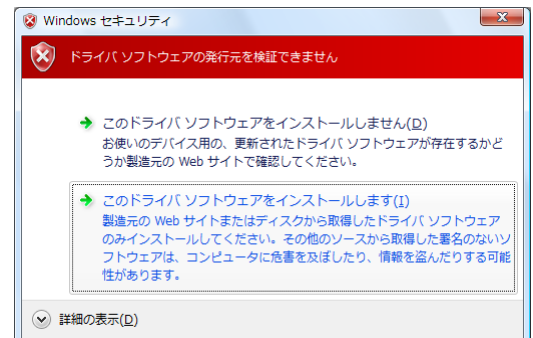 Windows セキュリティ
ドライバ ソフトウェアの発行元を検証できません
このドライバ ソフトウェアをインストールしません(D)
お使いのデバイス用の、更新されたドライバ ソフトウェアが存在するかど
うか製造元の Web サイトで確認してください。
このドライバ ソフトウェアをインストールします(I)
製造元の Web サイトまたはディスクから取得したドライバ ソフトウェア
のみインストールしてください。その他のソースから取得した署名のないソ
フトウェアは、コンピュータに危害を及ぼしたり、情報を盗んだりする可能
性があります。
詳細の表示(D)